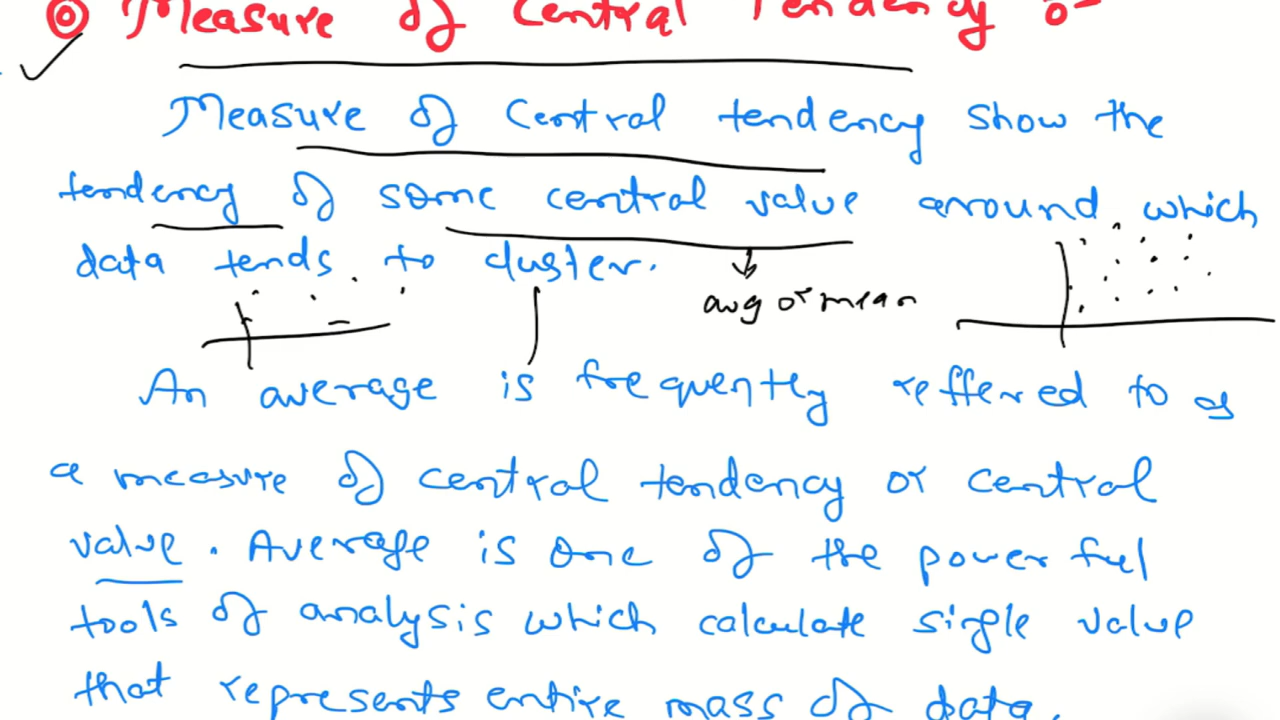 Measure of Central Tendency :-
Measure of Central tendency show the
tendency of some central value around which
data tends to cluster.
avg or mean
An average is frequently reffered to as
a measure of central tendency or central
value. Average is one of the powerful
tools of analysis which calculate single value
that represents entire mass of data.